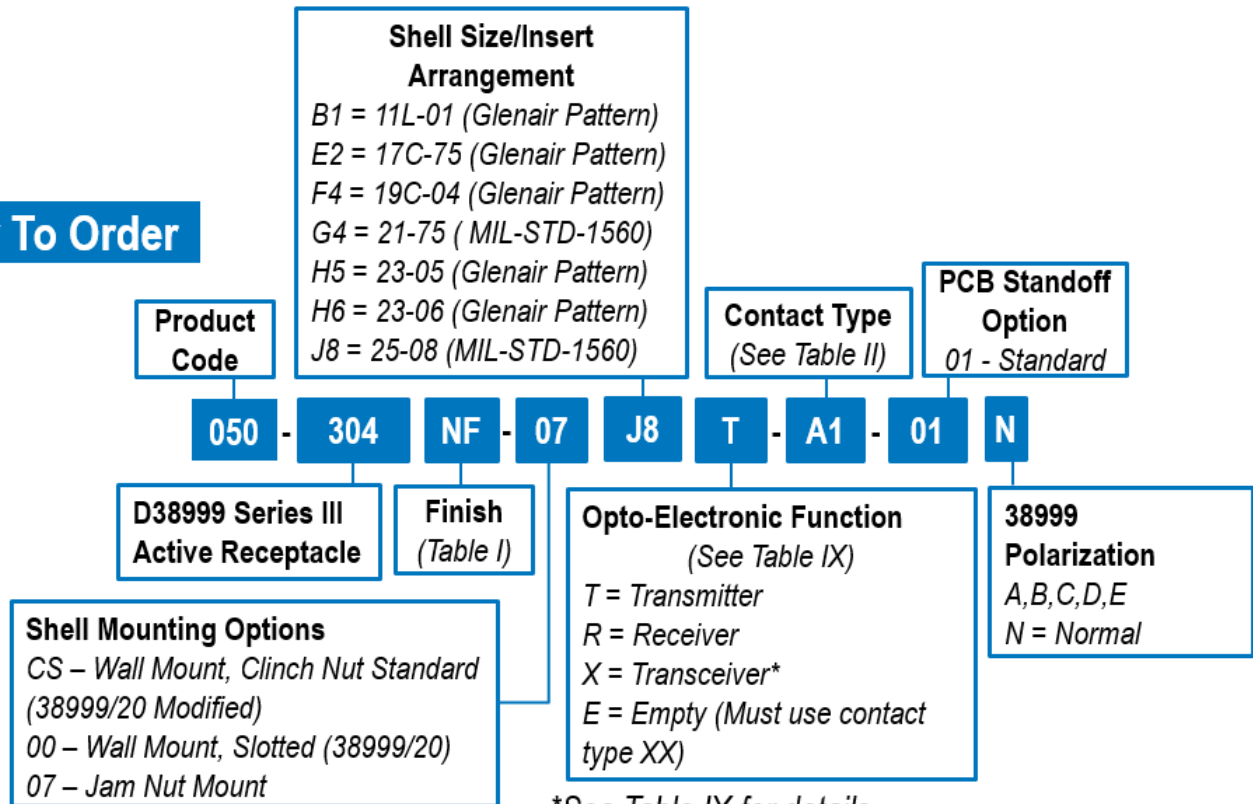 Shell Size/Insert
Arrangement
B1 = 11L-01 (Glenair Pattern)
E2 = 17C-75 (Glenair Pattern)
F4 = 19C-04 (Glenair Pattern)
G4 = 21-75 ( MIL-STD-1560)
H5 = 23-05 (Glenair Pattern)
H6 = 23-06 (Glenair Pattern)
J8 = 25-08 (MIL-STD-1560)
To Order
Product
Code
Contact Type
(See Table II)
PCB Standoff
Option
01 - Standard
050 - 304 NF - 07 J8 T - A1 - 01 N
D38999 Series III
Active Receptacle
Finish
(Table I)
Opto-Electronic Function
(See Table IX)
T = Transmitter
R = Receiver
X = Transceiver*
E = Empty (Must use contact
type XX)
38999
Polarization
A,B,C,D,E
N = Normal
Shell Mounting Options
CS – Wall Mount, Clinch Nut Standard
(38999/20 Modified)
00 – Wall Mount, Slotted (38999/20)
07 – Jam Nut Mount
*See Table IX for details